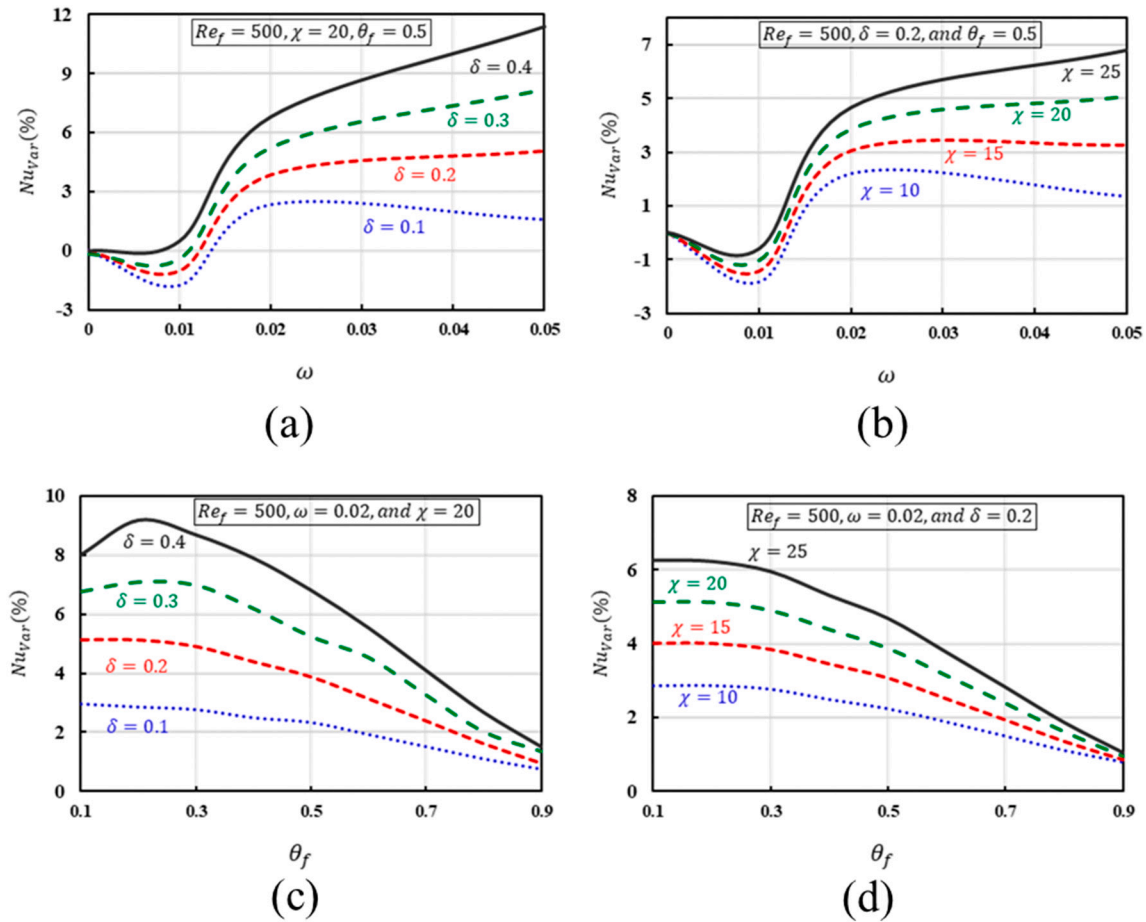 Re_f = 500, χ = 20, θ_f = 0.5
12
9
6
3
0
-3
Nu_Var(%)
δ = 0.4
δ = 0.3
δ = 0.2
δ = 0.1
0 0.01 0.02 0.03 0.04 0.05
ω
(a)
Re_f = 500, δ = 0.2, and θ_f = 0.5
7
5
3
1
-1
-3
Nu_Var(%)
χ = 25
χ = 20
χ = 15
χ = 10
0 0.01 0.02 0.03 0.04 0.05
ω
(b)
Re_f = 500, ω = 0.02, and χ = 20
10
8
6
4
2
0
Nu_Var(%)
δ = 0.4
δ = 0.3
δ = 0.2
δ = 0.1
0.1 0.3 0.5 0.7 0.9
θ_f
(c)
Re_f = 500, ω = 0.02, and δ = 0.2
8
6
4
2
0
Nu_Var(%)
χ = 25
χ = 20
χ = 15
χ = 10
0.1 0.3 0.5 0.7 0.9
θ_f
(d)